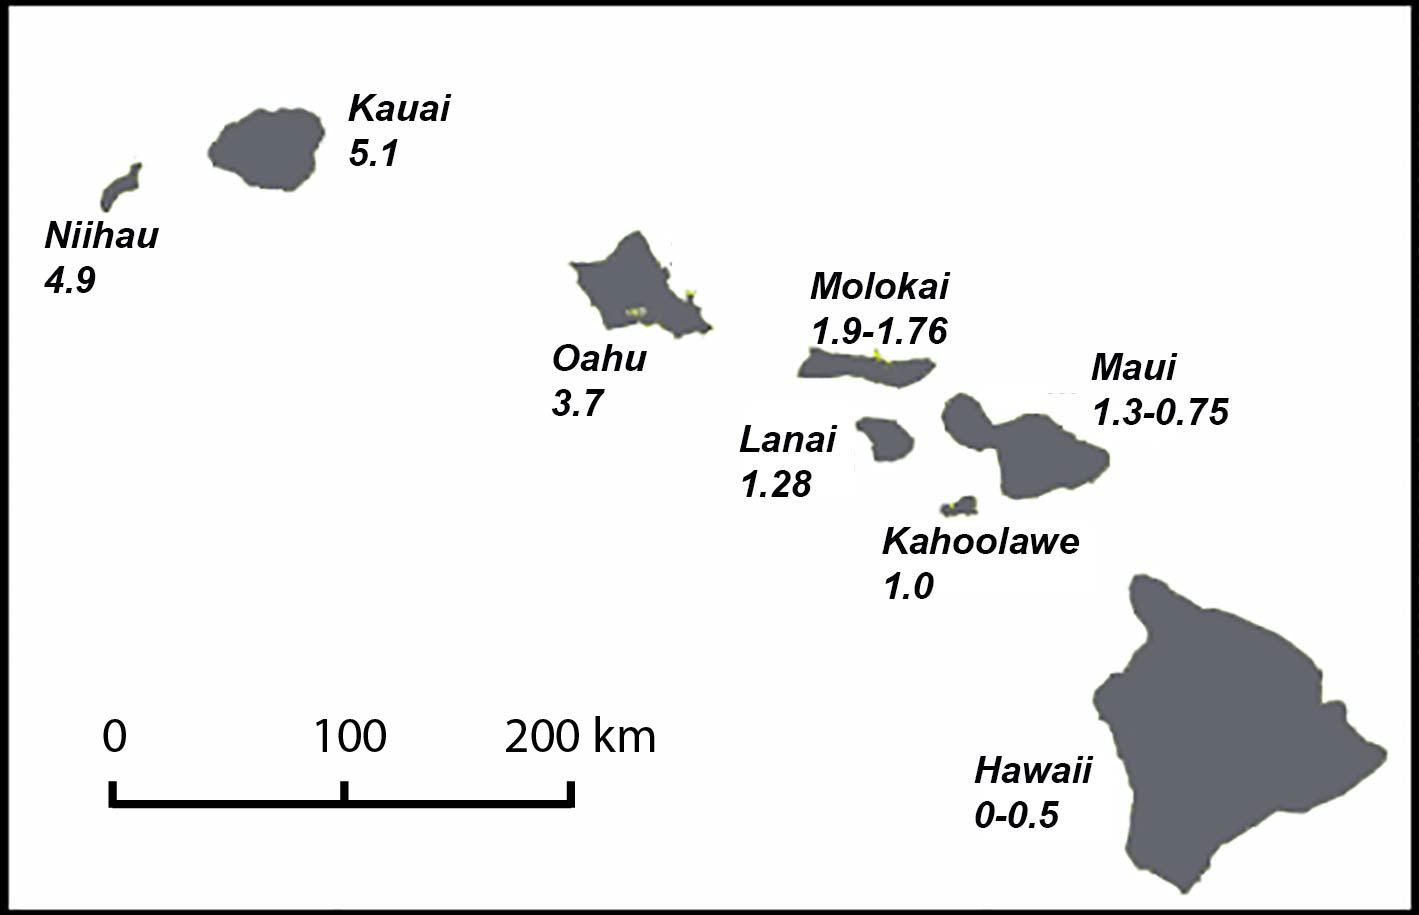 Kauai
5.1
Niihau
4.9
Oahu
3.7
Molokai
1.9-1.76
Maui
1.3-0.75
Lanai
1.28
Kahoolawe
1.0
Hawaii
0-0.5
0 100 200 km